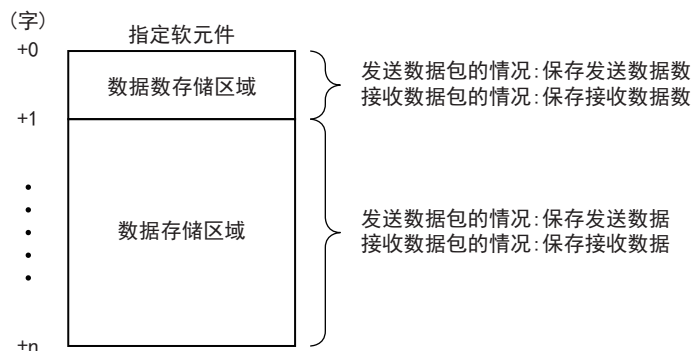 (字)
指定软元件
+0
数据数存储区域
发送数据包的情况:保存发送数据数
接收数据包的情况:保存接收数据数
+1
数据存储区域
发送数据包的情况:保存发送数据
接收数据包的情况:保存接收数据
+n